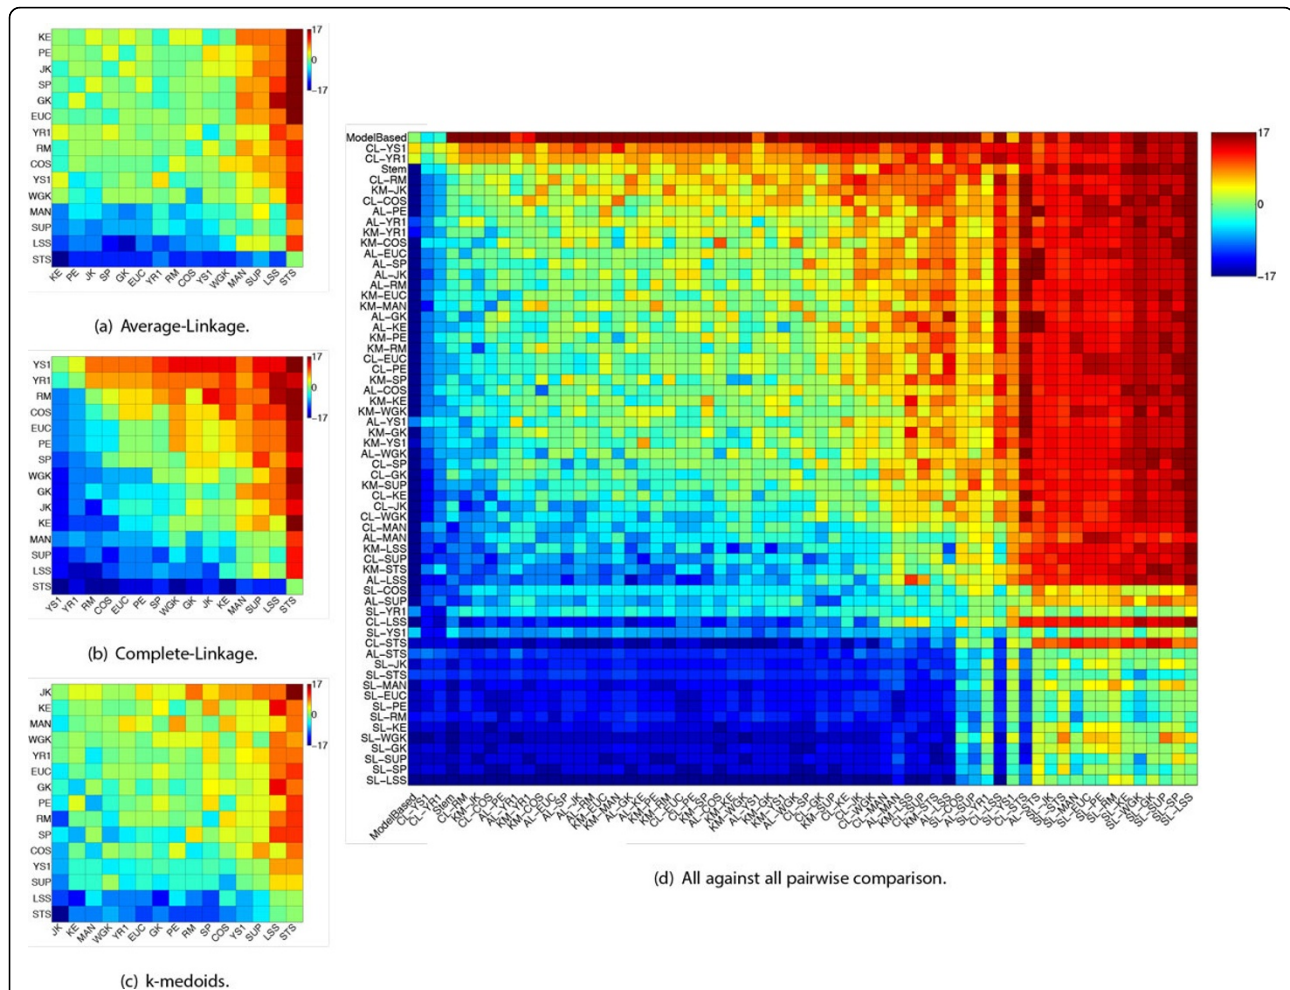 17
0
−17
KE
PE
JK
SP
GK
EUC
YR1
RM
COS
YS1
WGK
MAN
SUP
LSS
STS
KE PE JK SP GK EUC YR1 RM COS YS1 WGK MAN SUP LSS STS
(a) Average-Linkage.
17
0
−17
YS1
YR1
RM
COS
EUC
PE
SP
WGK
GK
JK
KE
MAN
SUP
LSS
STS
YS1 YR1 RM COS EUC PE SP WGK GK JK KE MAN SUP LSS STS
(b) Complete-Linkage.
17
0
−17
JK
KE
MAN
WGK
YR1
EUC
GK
PE
RM
SP
COS
YS1
SUP
LSS
STS
JK KE MAN WGK YR1 EUC GK PE RM SP COS YS1 SUP LSS STS
(c) k-medoids.
17
0
−17
ModelBased
CL−YS1
CL−YR1
Stem
CL−RM
KM−JK
CL−COS
AL−PE
AL−YR1
KM−YR1
KM−COS
AL−EUC
AL−SP
AL−JK
AL−RM
KM−EUC
KM−MAN
AL−GK
AL−KE
KM−PE
KM−RM
CL−EUC
CL−PE
KM−SP
AL−COS
KM−KE
KM−WGK
AL−YS1
KM−GK
KM−YS1
AL−WGK
CL−SP
CL−GK
KM−SUP
CL−KE
CL−JK
CL−WGK
CL−MAN
AL−MAN
KM−LSS
CL−SUP
KM−STS
AL−LSS
SL−COS
AL−SUP
SL−YR1
CL−LSS
SL−YS1
CL−STS
AL−STS
SL−JK
SL−STS
SL−MAN
SL−EUC
SL−PE
SL−RM
SL−KE
SL−WGK
SL−GK
SL−SUP
SL−SP
SL−LSS
(d) All against all pairwise comparison.